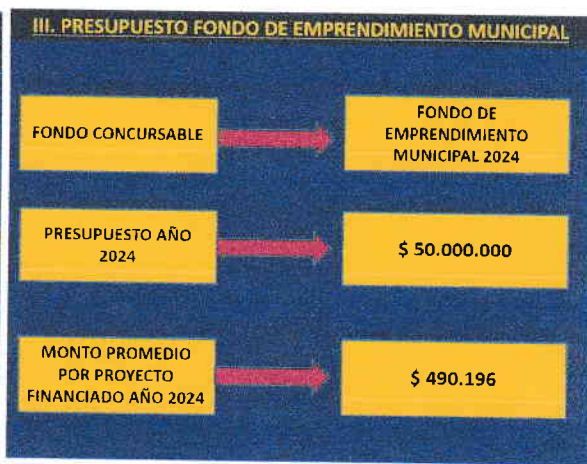 III. PRESUPUESTO FONDO DE EMPRENDIMIENTO MUNICIPAL
FONDO CONCURSABLE
FONDO DE
EMPRENDIMIENTO
MUNICIPAL 2024
PRESUPUESTO AÑO
2024
$ 50.000.000
MONTO PROMEDIO
POR PROYECTO
FINANCIADO AÑO 2024
$ 490.196